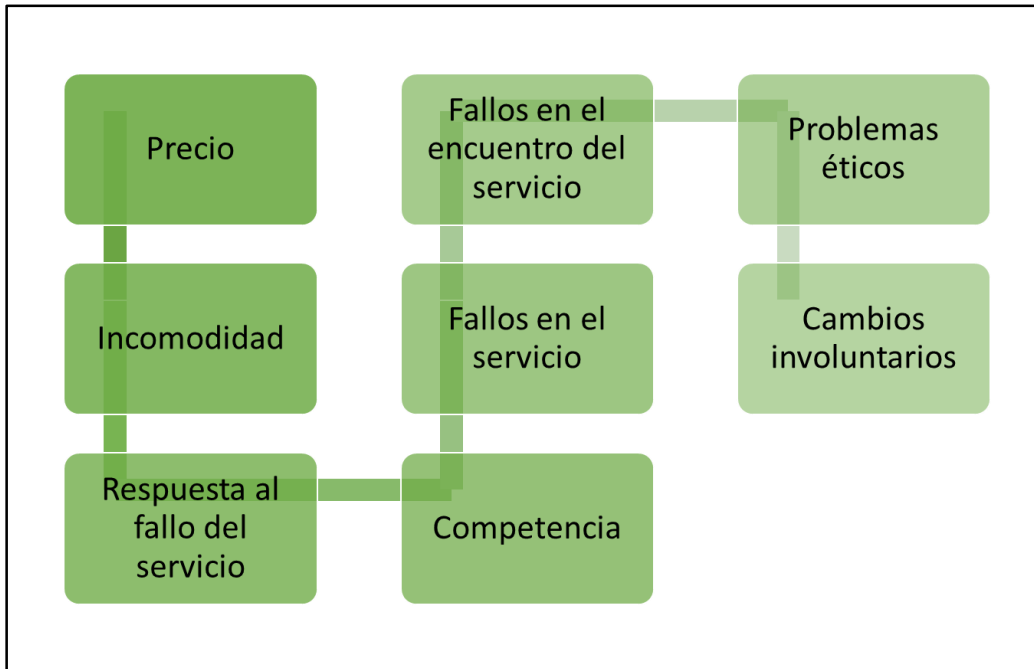 Precio
Incomodidad
Respuesta al
fallo del
servicio
Competencia
Fallos en el
servicio
Fallos en el
encuentro del
servicio
Problemas
éticos
Cambios
involuntarios